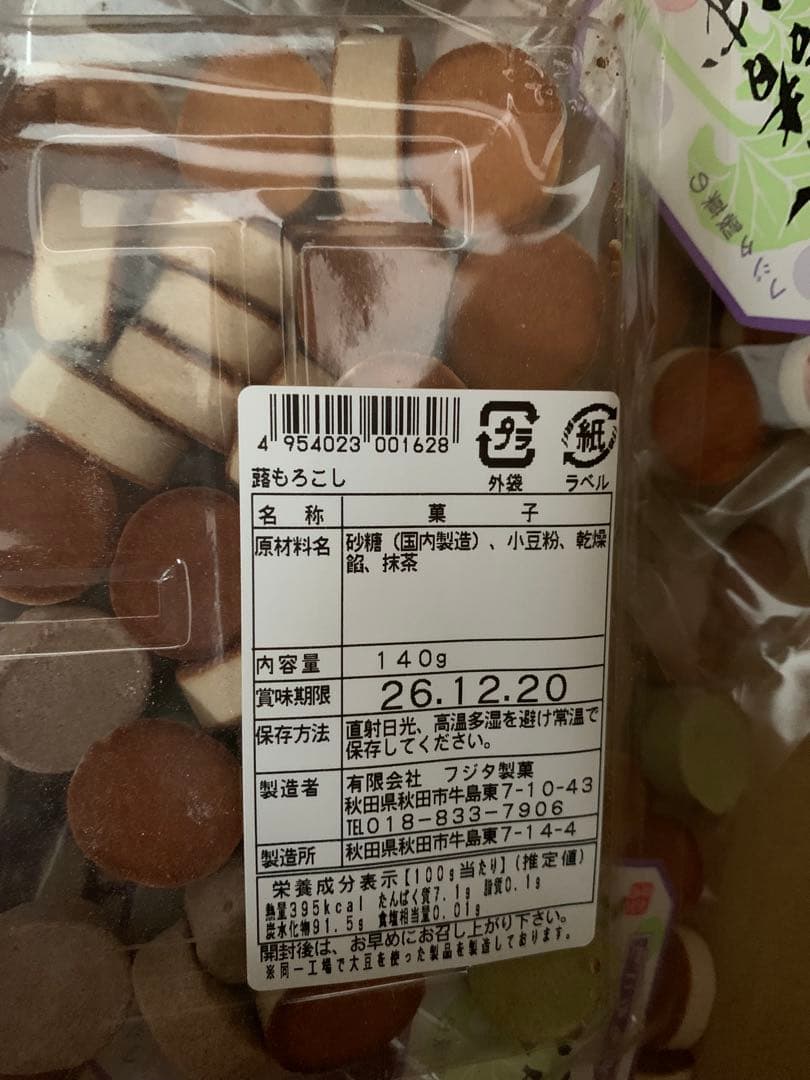 4 954023 001628
プラ
外袋
紙
ラベル
蕗もろこし
名 称 菓 子
原材料名 砂糖（国内製造）、小豆粉、乾燥
餡、抹茶
内容量 140g
賞味期限 26.12.20
保存方法 直射日光、高温多湿を避け常温で
保存してください。
製造者 有限会社 フジタ製菓
秋田県秋田市牛島東7-10-43
TEL018-833-7906
製造所 秋田県秋田市牛島東7-14-4
栄養成分表示【100g当たり】（推定値）
熱量395kcal たんぱく質7.1g 脂質0.1g
炭水化物91.5g 食塩相当量0.01g
開封後は、お早めにお召し上がり下さい。
※同一工場で大豆を使った製品を製造しております。